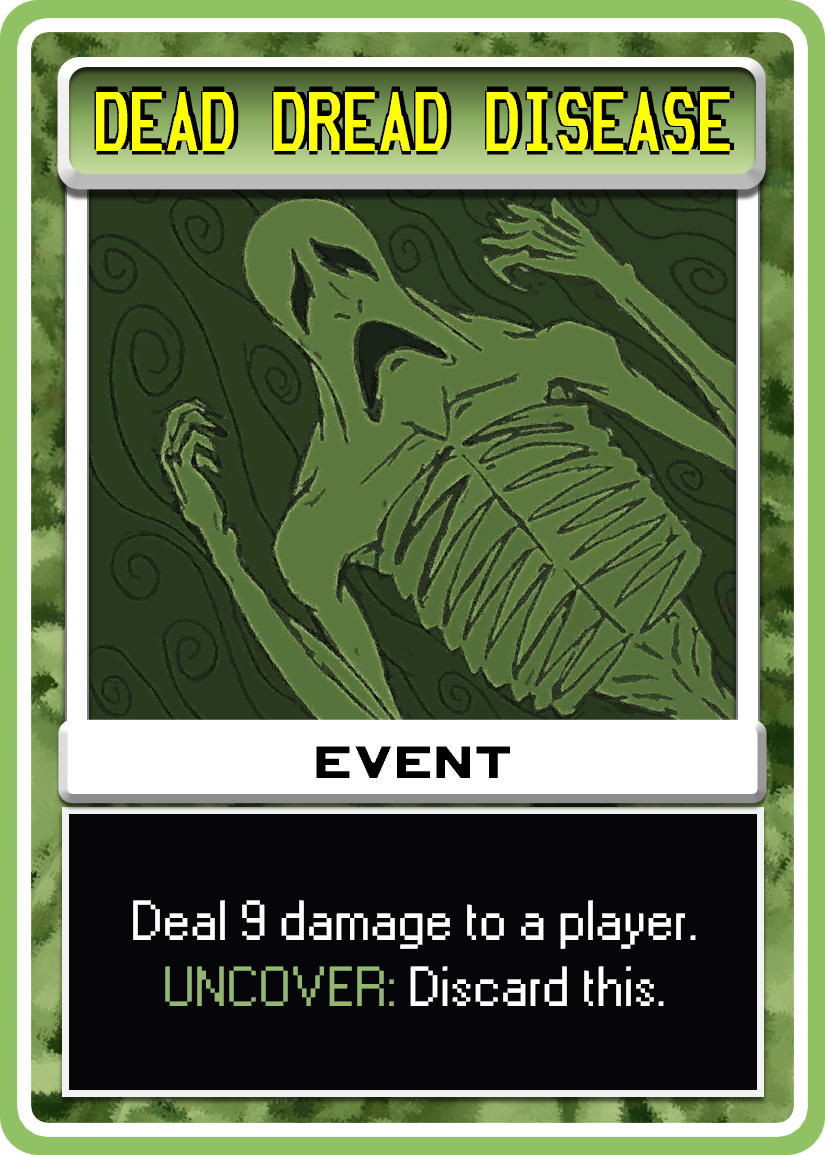 DEAD DREAD DISEASE
EVENT
Deal 9 damage to a player.
UNCOVER: Discard this.